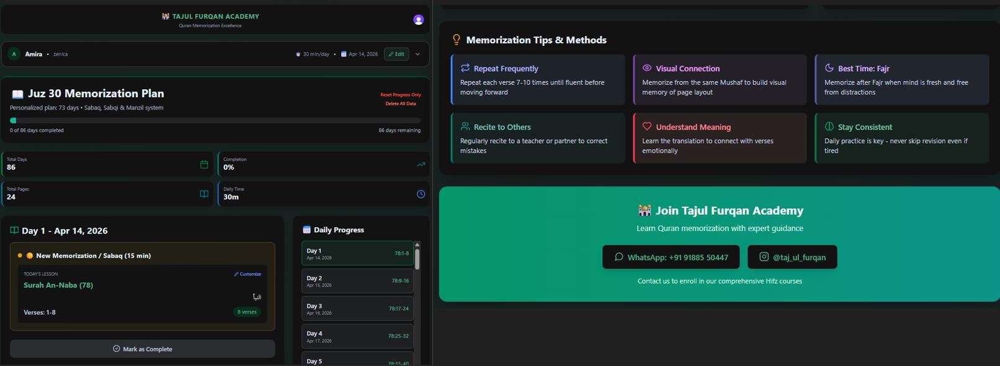 TAJUL FURQAN ACADEMY
Quran Memorization Excellence
A Amira • zenica
30 min/day • Apr 14, 2026 Edit
Juz 30 Memorization Plan
Personalized plan: 73 days • Sabaq, Sabqi & Manzil system
Reset Progress Only
Delete All Data
0 of 86 days completed
86 days remaining
Total Days
86
Completion
0%
Total Pages
24
Daily Time
30m
Day 1 - Apr 14, 2026
New Memorization / Sabaq (15 min)
TODAY'S LESSON
Customize
Surah An-Naba (78)
النبأ
Verses: 1-8
8 verses
Mark as Complete
Daily Progress
Day 1
Apr 14, 2026
78:1-8
Day 2
Apr 15, 2026
78:9-16
Day 3
Apr 16, 2026
78:17-24
Day 4
Apr 17, 2026
78:25-32
Day 5
78:33-40
Memorization Tips & Methods
Repeat Frequently
Repeat each verse 7-10 times until fluent before
moving forward
Visual Connection
Memorize from the same Mushaf to build visual
memory of page layout
Best Time: Fajr
Memorize after Fajr when mind is fresh and free
from distractions
Recite to Others
Regularly recite to a teacher or partner to correct
mistakes
Understand Meaning
Learn the translation to connect with verses
emotionally
Stay Consistent
Daily practice is key - never skip revision even if
tired
Join Tajul Furqan Academy
Learn Quran memorization with expert guidance
WhatsApp: +91 91885 50447
@taj_ul_furqan
Contact us to enroll in our comprehensive Hifz courses